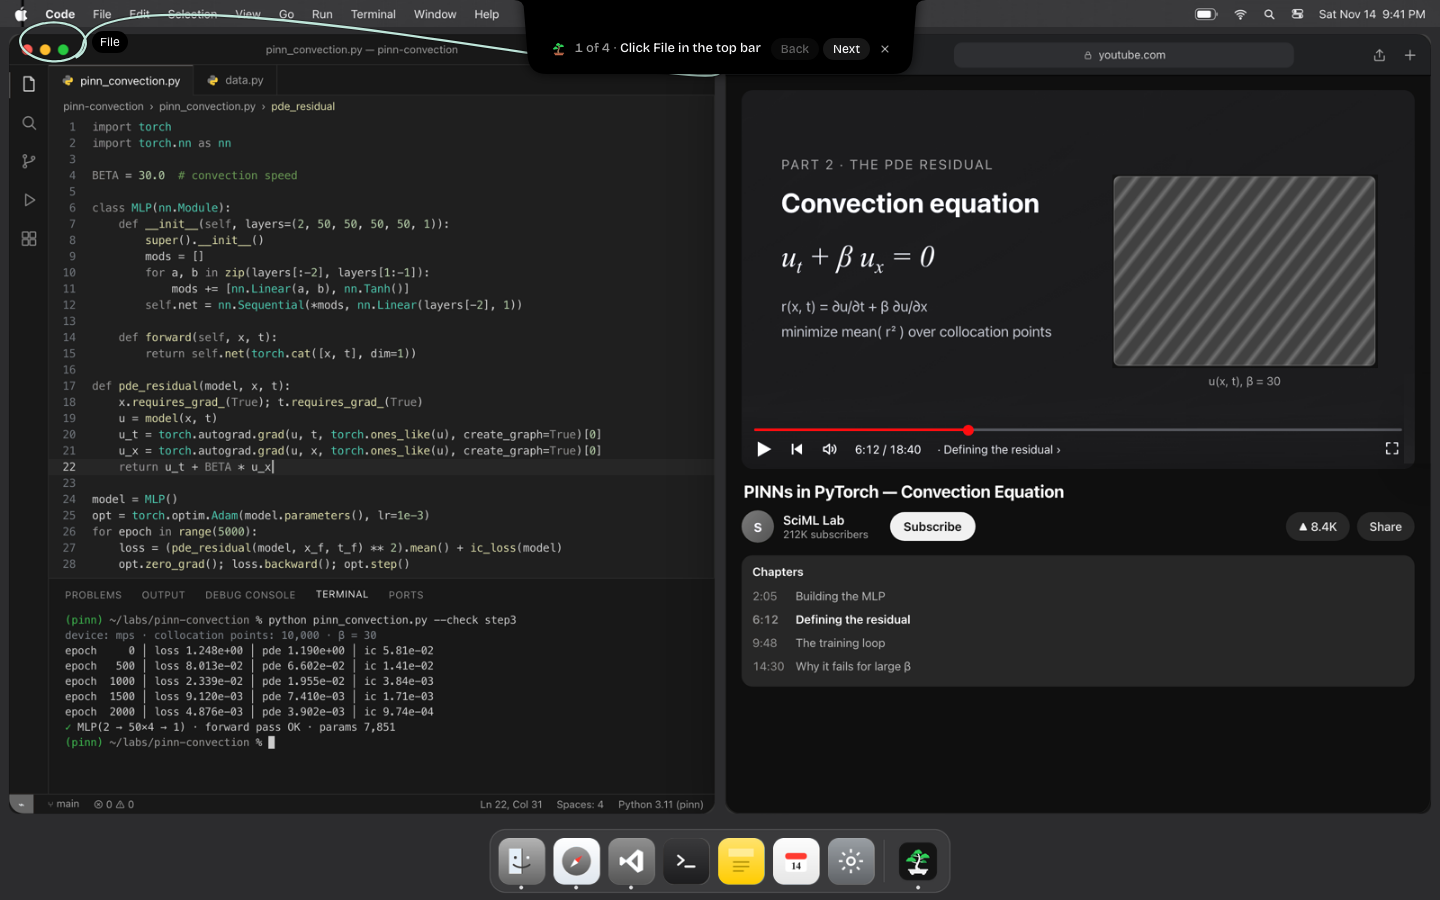 Code File Edit Selection View Go Run Terminal Window Help
Sat Nov 14 9:41 PM
File
pinn_convection.py — pinn-convection
1 of 4 · Click File in the top bar Back Next ×
youtube.com
pinn_convection.py data.py
pinn-convection › pinn_convection.py › pde_residual
1 import torch
2 import torch.nn as nn
3
4 BETA = 30.0 # convection speed
5
6 class MLP(nn.Module):
7 def __init__(self, layers=(2, 50, 50, 50, 50, 1)):
8 super().__init__()
9 mods = []
10 for a, b in zip(layers[:-2], layers[1:-1]):
11 mods += [nn.Linear(a, b), nn.Tanh()]
12 self.net = nn.Sequential(*mods, nn.Linear(layers[-2], 1))
13
14 def forward(self, x, t):
15 return self.net(torch.cat([x, t], dim=1))
16
17 def pde_residual(model, x, t):
18 x.requires_grad_(True); t.requires_grad_(True)
19 u = model(x, t)
20 u_t = torch.autograd.grad(u, t, torch.ones_like(u), create_graph=True)[0]
21 u_x = torch.autograd.grad(u, x, torch.ones_like(u), create_graph=True)[0]
22 return u_t + BETA * u_x
23
24 model = MLP()
25 opt = torch.optim.Adam(model.parameters(), lr=1e-3)
26 for epoch in range(5000):
27 loss = (pde_residual(model, x_f, t_f) ** 2).mean() + ic_loss(model)
28 opt.zero_grad(); loss.backward(); opt.step()
PROBLEMS OUTPUT DEBUG CONSOLE TERMINAL PORTS
(pinn) ~/labs/pinn-convection % python pinn_convection.py --check step3
device: mps · collocation points: 10,000 · β = 30
epoch 0 | loss 1.248e+00 | pde 1.190e+00 | ic 5.81e-02
epoch 500 | loss 8.013e-02 | pde 6.602e-02 | ic 1.41e-02
epoch 1000 | loss 2.339e-02 | pde 1.955e-02 | ic 3.84e-03
epoch 1500 | loss 9.120e-03 | pde 7.410e-03 | ic 1.71e-03
epoch 2000 | loss 4.876e-03 | pde 3.902e-03 | ic 9.74e-04
✓ MLP(2 → 50×4 → 1) · forward pass OK · params 7,851
(pinn) ~/labs/pinn-convection %
main 0 0 Ln 22, Col 31 Spaces: 4 Python 3.11 (pinn)
PART 2 · THE PDE RESIDUAL
Convection equation
uₜ + β uₓ = 0
r(x, t) = ∂u/∂t + β ∂u/∂x
minimize mean( r² ) over collocation points
u(x, t), β = 30
6:12 / 18:40 · Defining the residual ›
PINNs in PyTorch — Convection Equation
S SciML Lab
212K subscribers
Subscribe
▲ 8.4K Share
Chapters
2:05 Building the MLP
6:12 Defining the residual
9:48 The training loop
14:30 Why it fails for large β
14